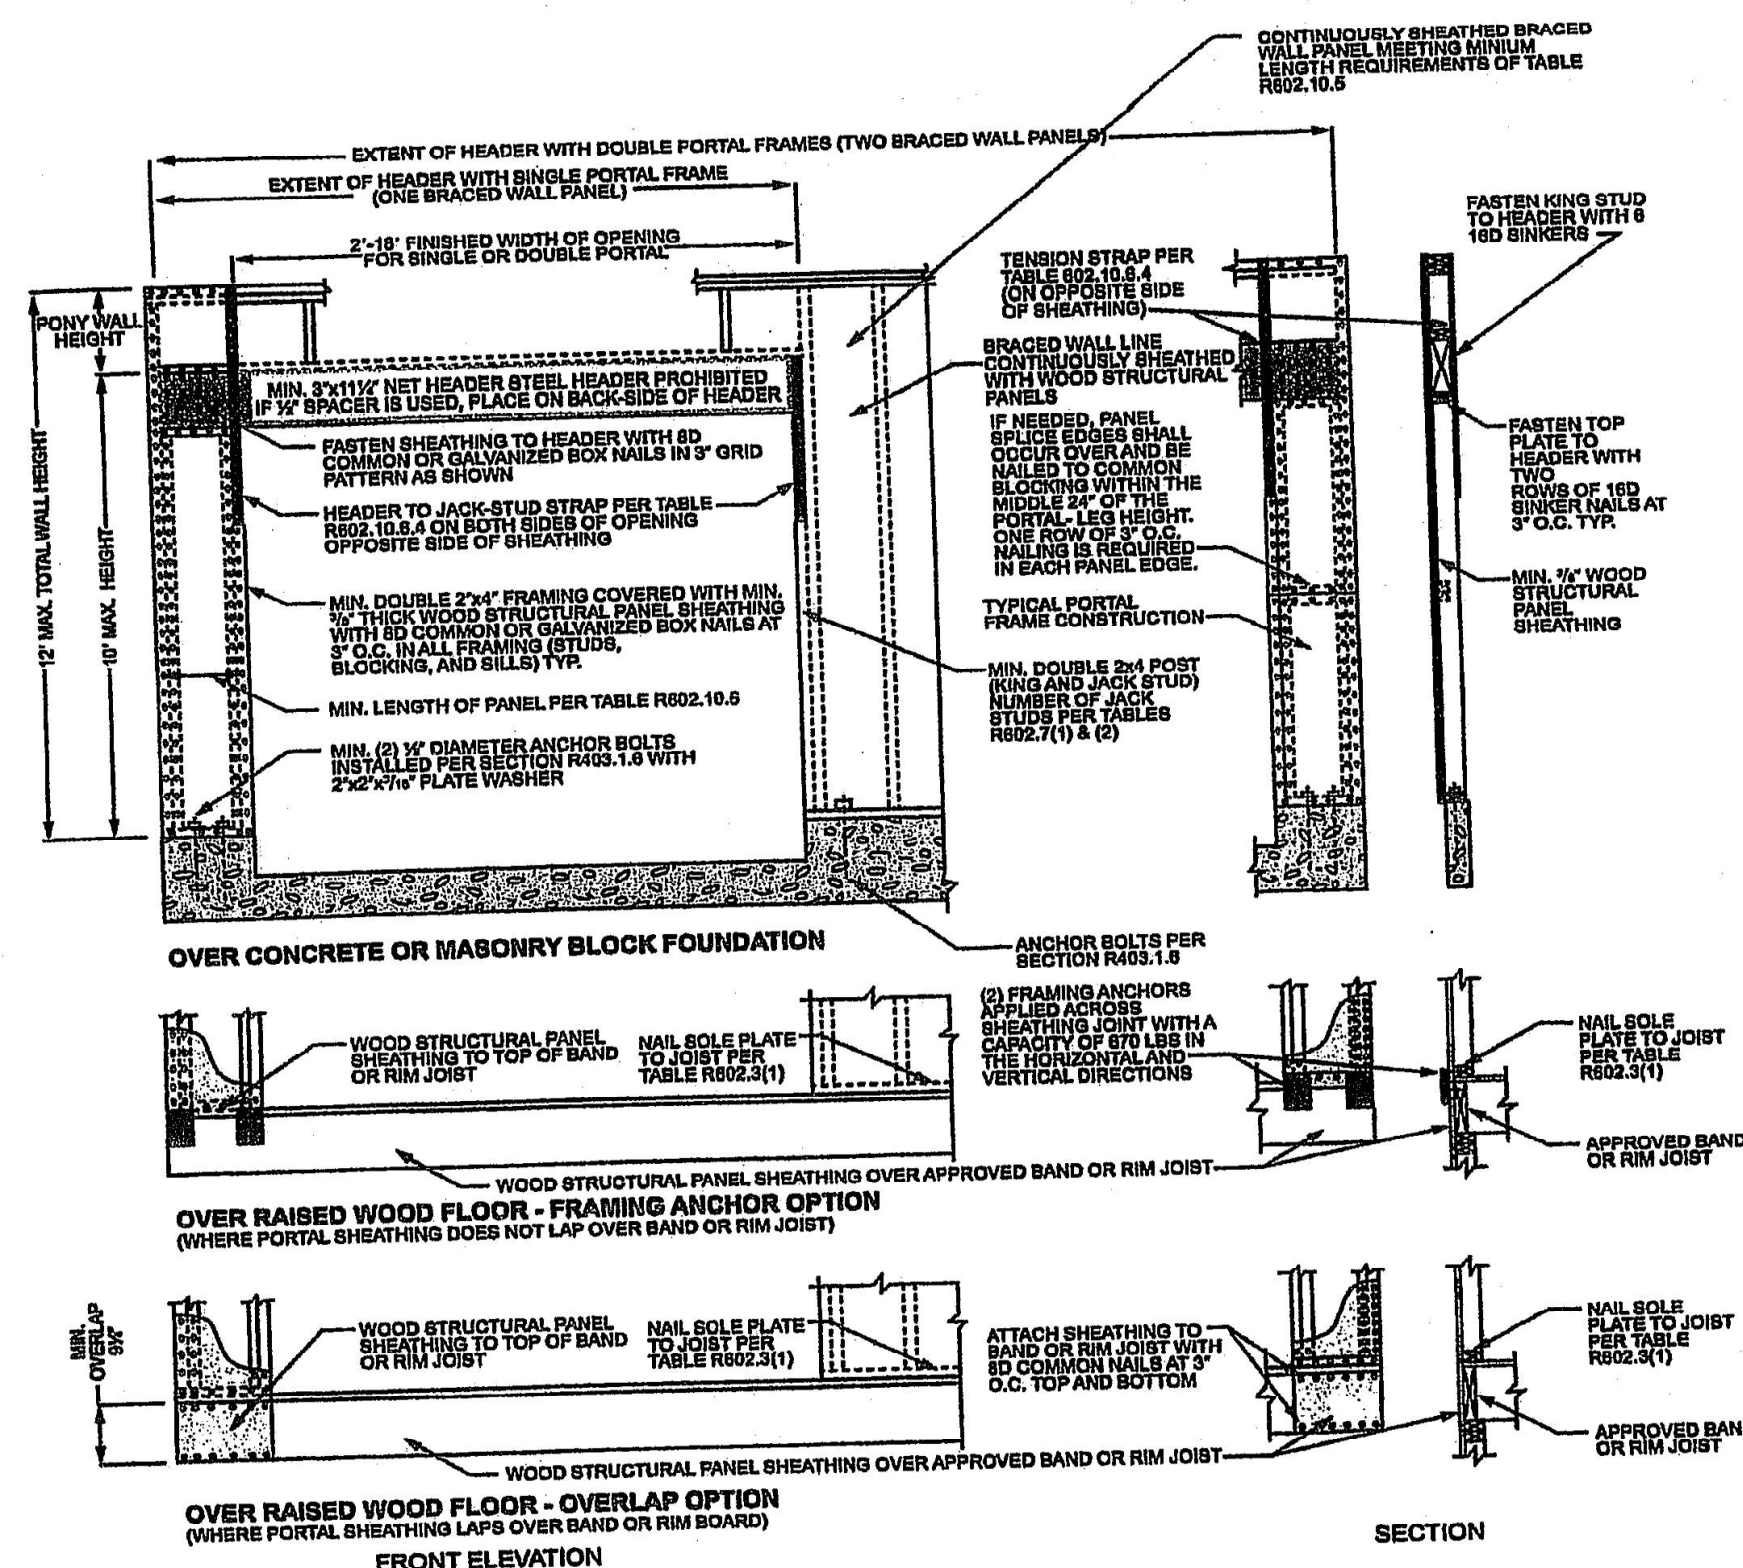 CONTINUOUSLY SHEATHED BRACED
WALL PANEL MEETING MINIUM
LENGTH REQUIREMENTS OF TABLE
R602.10.5
EXTENT OF HEADER WITH DOUBLE PORTAL FRAMES (TWO BRACED WALL PANELS)
EXTENT OF HEADER WITH SINGLE PORTAL FRAME
(ONE BRACED WALL PANEL)
2'-18' FINISHED WIDTH OF OPENING
FOR SINGLE OR DOUBLE PORTAL
FASTEN KING STUD
TO HEADER WITH 6
16D SINKERS
TENSION STRAP PER
TABLE 602.10.6.4
(ON OPPOSITE SIDE
OF SHEATHING)
PONY WALL
HEIGHT
12' MAX. TOTAL WALL HEIGHT
10' MAX. HEIGHT
MIN. 3"x11¼" NET HEADER STEEL HEADER PROHIBITED
IF ½" SPACER IS USED, PLACE ON BACK-SIDE OF HEADER
BRACED WALL LINE
CONTINUOUSLY SHEATHED
WITH WOOD STRUCTURAL
PANELS
FASTEN SHEATHING TO HEADER WITH 8D
COMMON OR GALVANIZED BOX NAILS IN 3" GRID
PATTERN AS SHOWN
HEADER TO JACK-STUD STRAP PER TABLE
R602.10.6.4 ON BOTH SIDES OF OPENING
OPPOSITE SIDE OF SHEATHING
IF NEEDED, PANEL
SPLICE EDGES SHALL
OCCUR OVER AND BE
NAILED TO COMMON
BLOCKING WITHIN THE
MIDDLE 24" OF THE
PORTAL-LEG HEIGHT.
ONE ROW OF 3" O.C.
NAILING IS REQUIRED
IN EACH PANEL EDGE.
FASTEN TOP
PLATE TO
HEADER WITH
TWO
ROWS OF 16D
SINKER NAILS AT
3" O.C. TYP.
MIN. DOUBLE 2"x4" FRAMING COVERED WITH MIN.
⅜" THICK WOOD STRUCTURAL PANEL SHEATHING
WITH 8D COMMON OR GALVANIZED BOX NAILS AT
3" O.C. IN ALL FRAMING (STUDS,
BLOCKING, AND SILLS) TYP.
TYPICAL PORTAL
FRAME CONSTRUCTION
MIN. ⅜" WOOD
STRUCTURAL
PANEL
SHEATHING
MIN. LENGTH OF PANEL PER TABLE R602.10.5
MIN. DOUBLE 2x4 POST
(KING AND JACK STUD)
NUMBER OF JACK
STUDS PER TABLES
R602.7(1) & (2)
MIN. (2) ½" DIAMETER ANCHOR BOLTS
INSTALLED PER SECTION R403.1.6 WITH
2"x2"x3/16" PLATE WASHER
OVER CONCRETE OR MASONRY BLOCK FOUNDATION
ANCHOR BOLTS PER
SECTION R403.1.6
WOOD STRUCTURAL PANEL
SHEATHING TO TOP OF BAND
OR RIM JOIST
NAIL SOLE PLATE
TO JOIST PER
TABLE R602.3(1)
(2) FRAMING ANCHORS
APPLIED ACROSS
SHEATHING JOINT WITH A
CAPACITY OF 670 LBS IN
THE HORIZONTAL AND
VERTICAL DIRECTIONS
NAIL SOLE
PLATE TO JOIST
PER TABLE
R602.3(1)
APPROVED BAND
OR RIM JOIST
WOOD STRUCTURAL PANEL SHEATHING OVER APPROVED BAND OR RIM JOIST
OVER RAISED WOOD FLOOR - FRAMING ANCHOR OPTION
(WHERE PORTAL SHEATHING DOES NOT LAP OVER BAND OR RIM JOIST)
MIN.
OVERLAP
9¼"
WOOD STRUCTURAL PANEL
SHEATHING TO TOP OF BAND
OR RIM JOIST
NAIL SOLE PLATE
TO JOIST PER
TABLE R602.3(1)
ATTACH SHEATHING TO
BAND OR RIM JOIST WITH
8D COMMON NAILS AT 3"
O.C. TOP AND BOTTOM
NAIL SOLE
PLATE TO JOIST
PER TABLE
R602.3(1)
APPROVED BAN
OR RIM JOIST
WOOD STRUCTURAL PANEL SHEATHING OVER APPROVED BAND OR RIM JOIST
OVER RAISED WOOD FLOOR - OVERLAP OPTION
(WHERE PORTAL SHEATHING LAPS OVER BAND OR RIM BOARD)
FRONT ELEVATION
SECTION